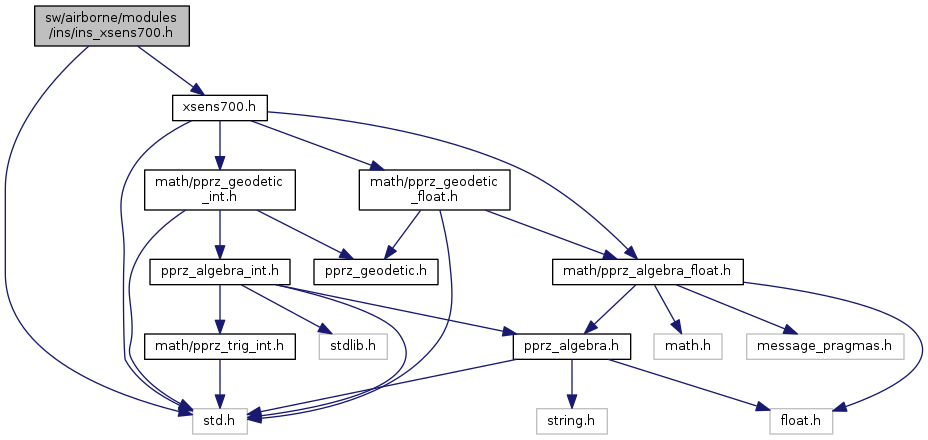 sw/airborne/modules
/ins/ins_xsens700.h
xsens700.h
math/pprz_geodetic
_int.h
math/pprz_geodetic
_float.h
pprz_algebra_int.h
pprz_geodetic.h
math/pprz_algebra_float.h
math/pprz_trig_int.h
stdlib.h
pprz_algebra.h
math.h
message_pragmas.h
std.h
string.h
float.h